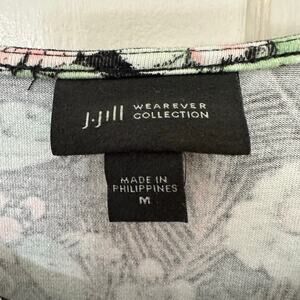 J.Jill WEAREVER
COLLECTION
MADE IN
PHILIPPINES
M